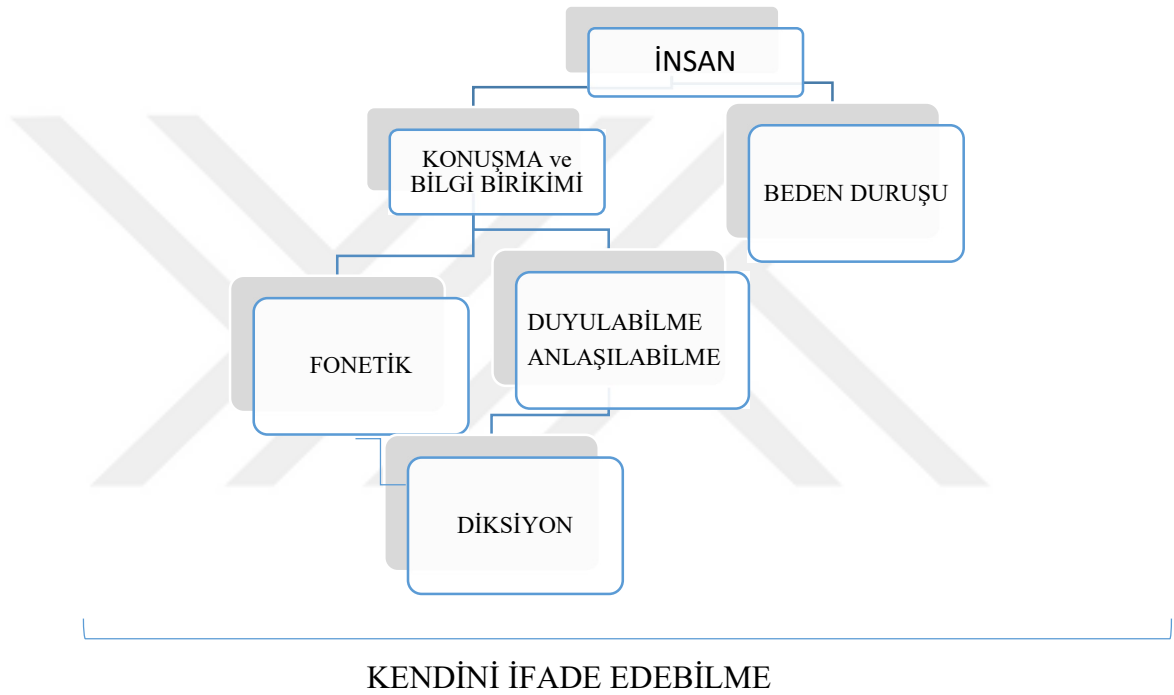 İNSAN
KONUŞMA ve
BİLGİ BİRİKİMİ
BEDEN DURUŞU
FONETİK
DUYULABİLME
ANLAŞILABİLME
DİKSİYON
KENDİNİ İFADE EDEBİLME